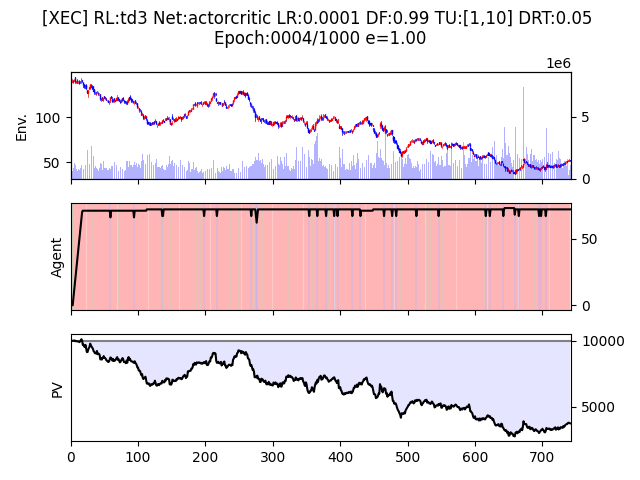 [XEC] RL:td3 Net:actorcritic LR:0.0001 DF:0.99 TU:[1,10] DRT:0.05
Epoch:0004/1000 e=1.00
1e6
Env.
100
50
5
0
Agent
50
0
PV
10000
5000
0 100 200 300 400 500 600 700